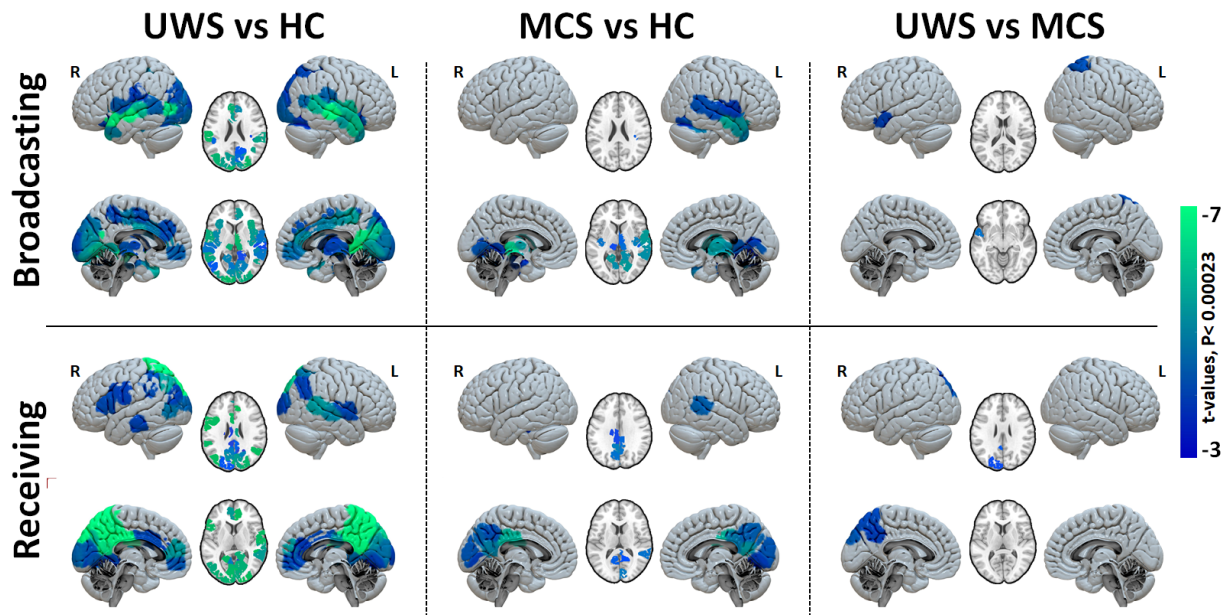 UWS vs HC
MCS vs HC
UWS vs MCS
Broadcasting
R
L
R
L
R
L
Receiving
R
L
R
L
R
L
-7
t-values, P< 0.00023
-3